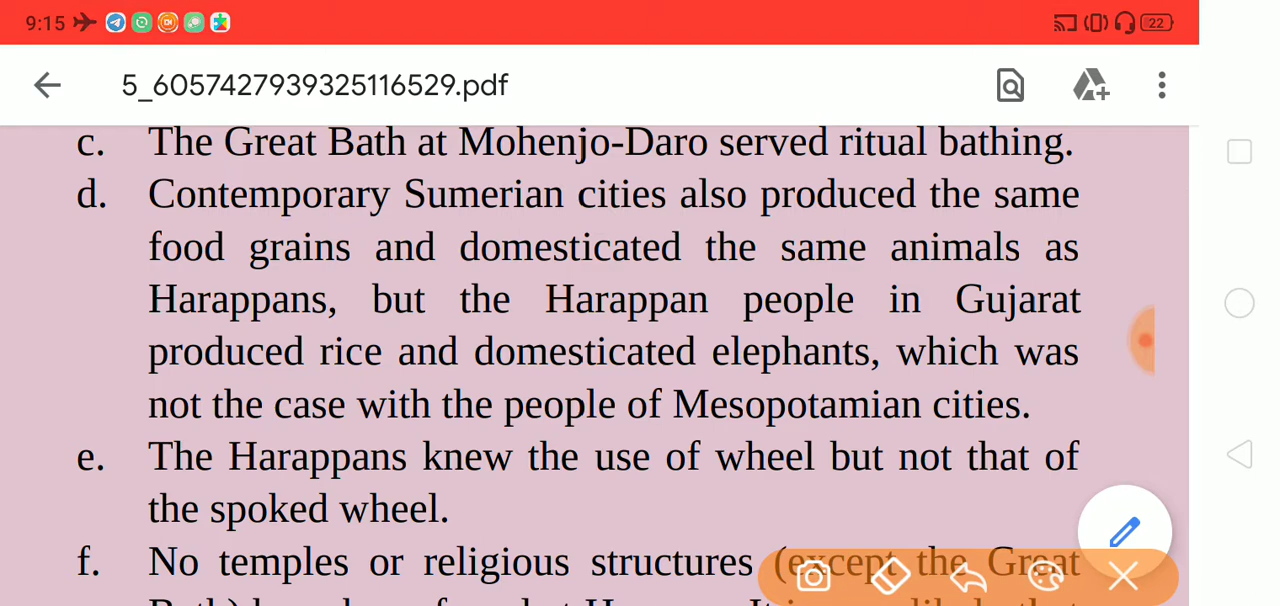 9:15 22
5_6057427939325116529.pdf
c. The Great Bath at Mohenjo-Daro served ritual bathing.
d. Contemporary Sumerian cities also produced the same
food grains and domesticated the same animals as
Harappans, but the Harappan people in Gujarat
produced rice and domesticated elephants, which was
not the case with the people of Mesopotamian cities.
e. The Harappans knew the use of wheel but not that of
the spoked wheel.
f. No temples or religious structures (except the Great